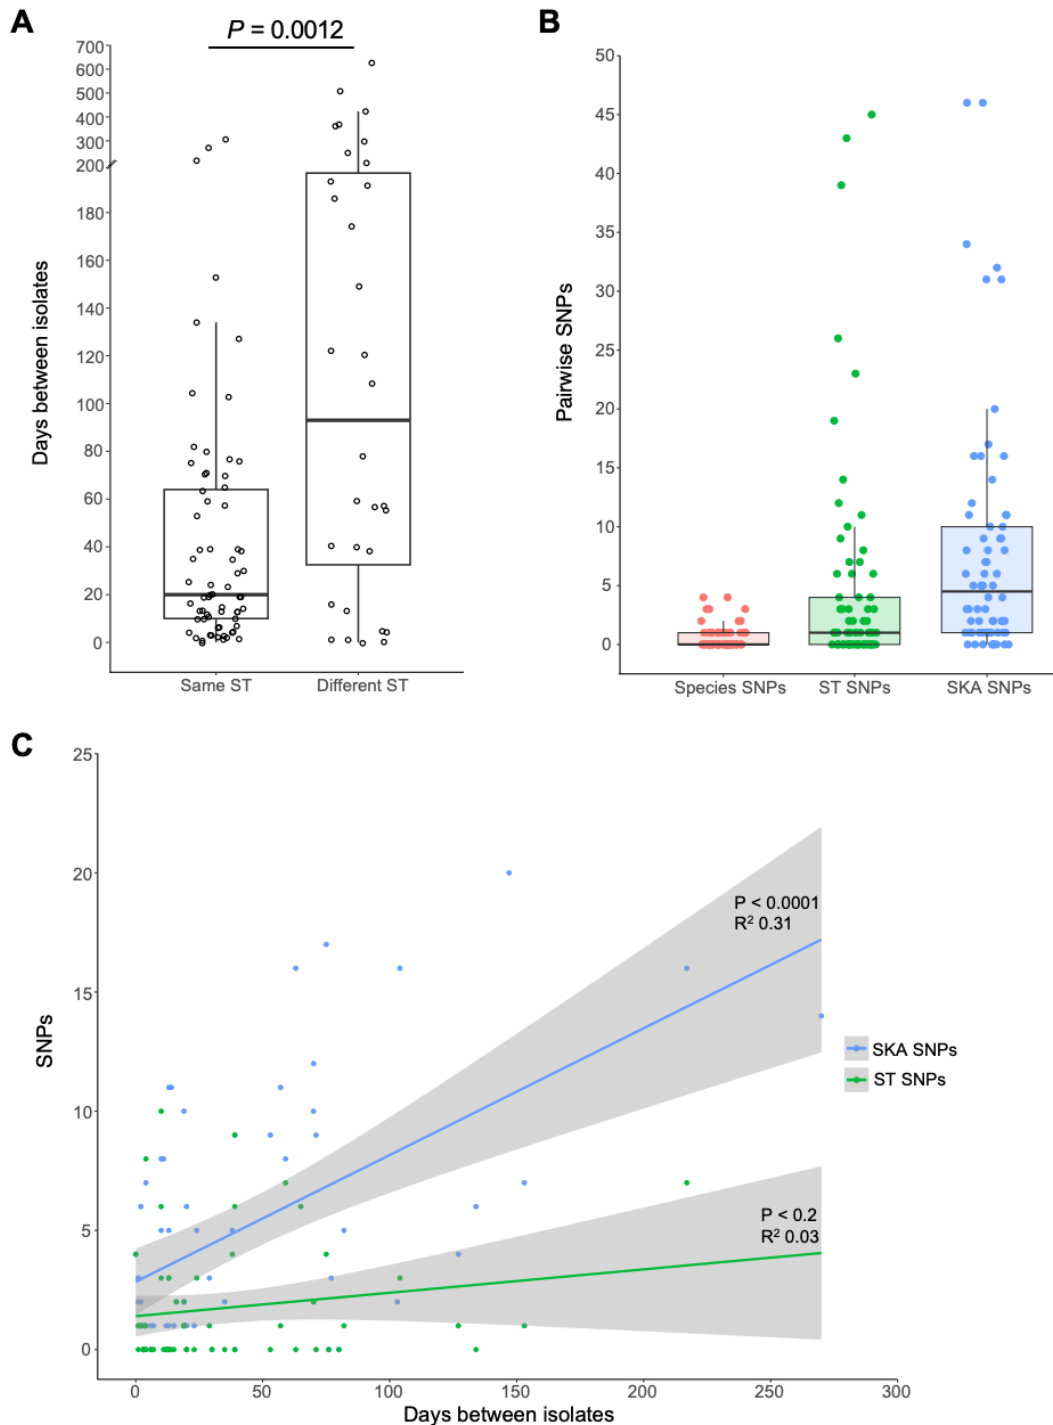 A
P = 0.0012
700
600
500
400
300
200
180
160
140
120
100
80
60
40
20
0
Days between isolates
Same ST
Different ST
B
50
45
40
35
30
25
20
15
10
5
0
Pairwise SNPs
Species SNPs
ST SNPs
SKA SNPs
C
25
20
15
10
5
0
SNPs
P < 0.0001
R² 0.31
P < 0.2
R² 0.03
SKA SNPs
ST SNPs
0
50
100
150
200
250
300
Days between isolates